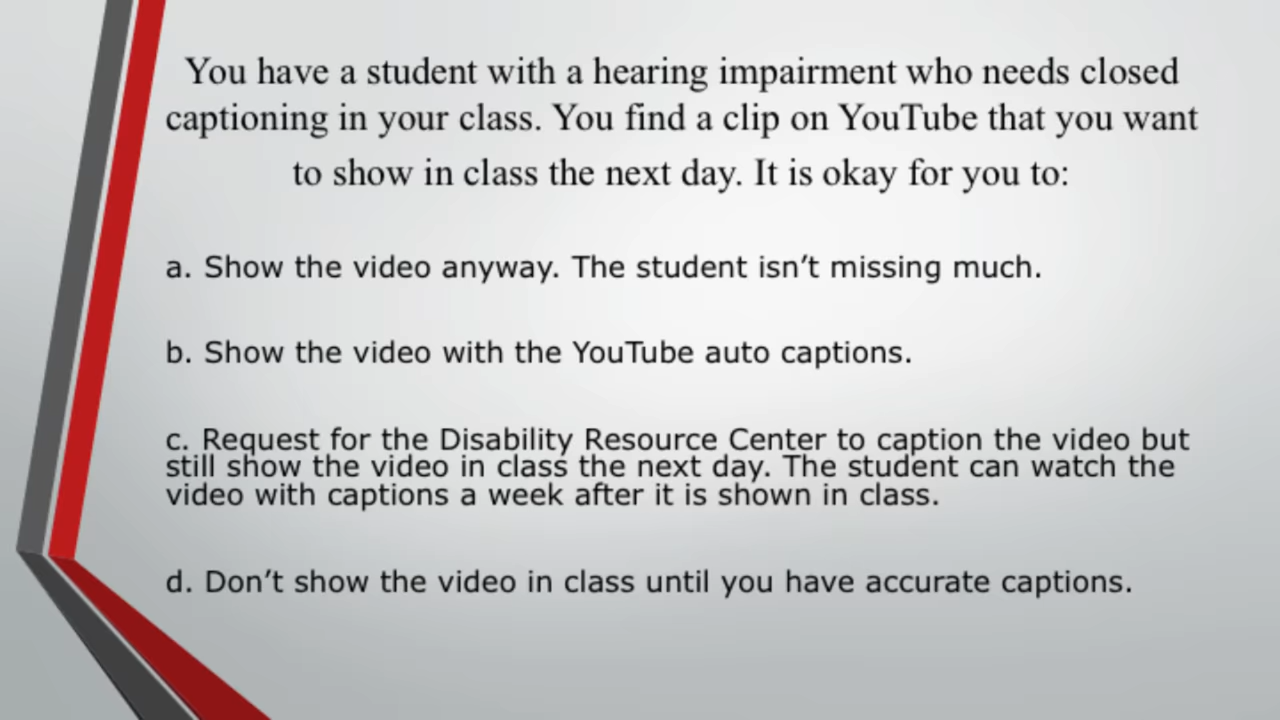 You have a student with a hearing impairment who needs closed
captioning in your class. You find a clip on YouTube that you want
to show in class the next day. It is okay for you to:
a. Show the video anyway. The student isn’t missing much.
b. Show the video with the YouTube auto captions.
c. Request for the Disability Resource Center to caption the video but
still show the video in class the next day. The student can watch the
video with captions a week after it is shown in class.
d. Don’t show the video in class until you have accurate captions.